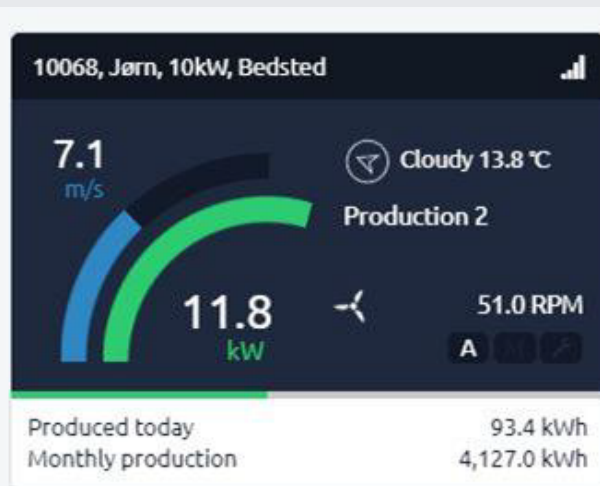 10068, Jørn, 10kW, Bedsted
7.1
m/s
Cloudy 13.8 °C
Production 2
11.8
kW
51.0 RPM
A
Produced today 93.4 kWh
Monthly production 4,127.0 kWh